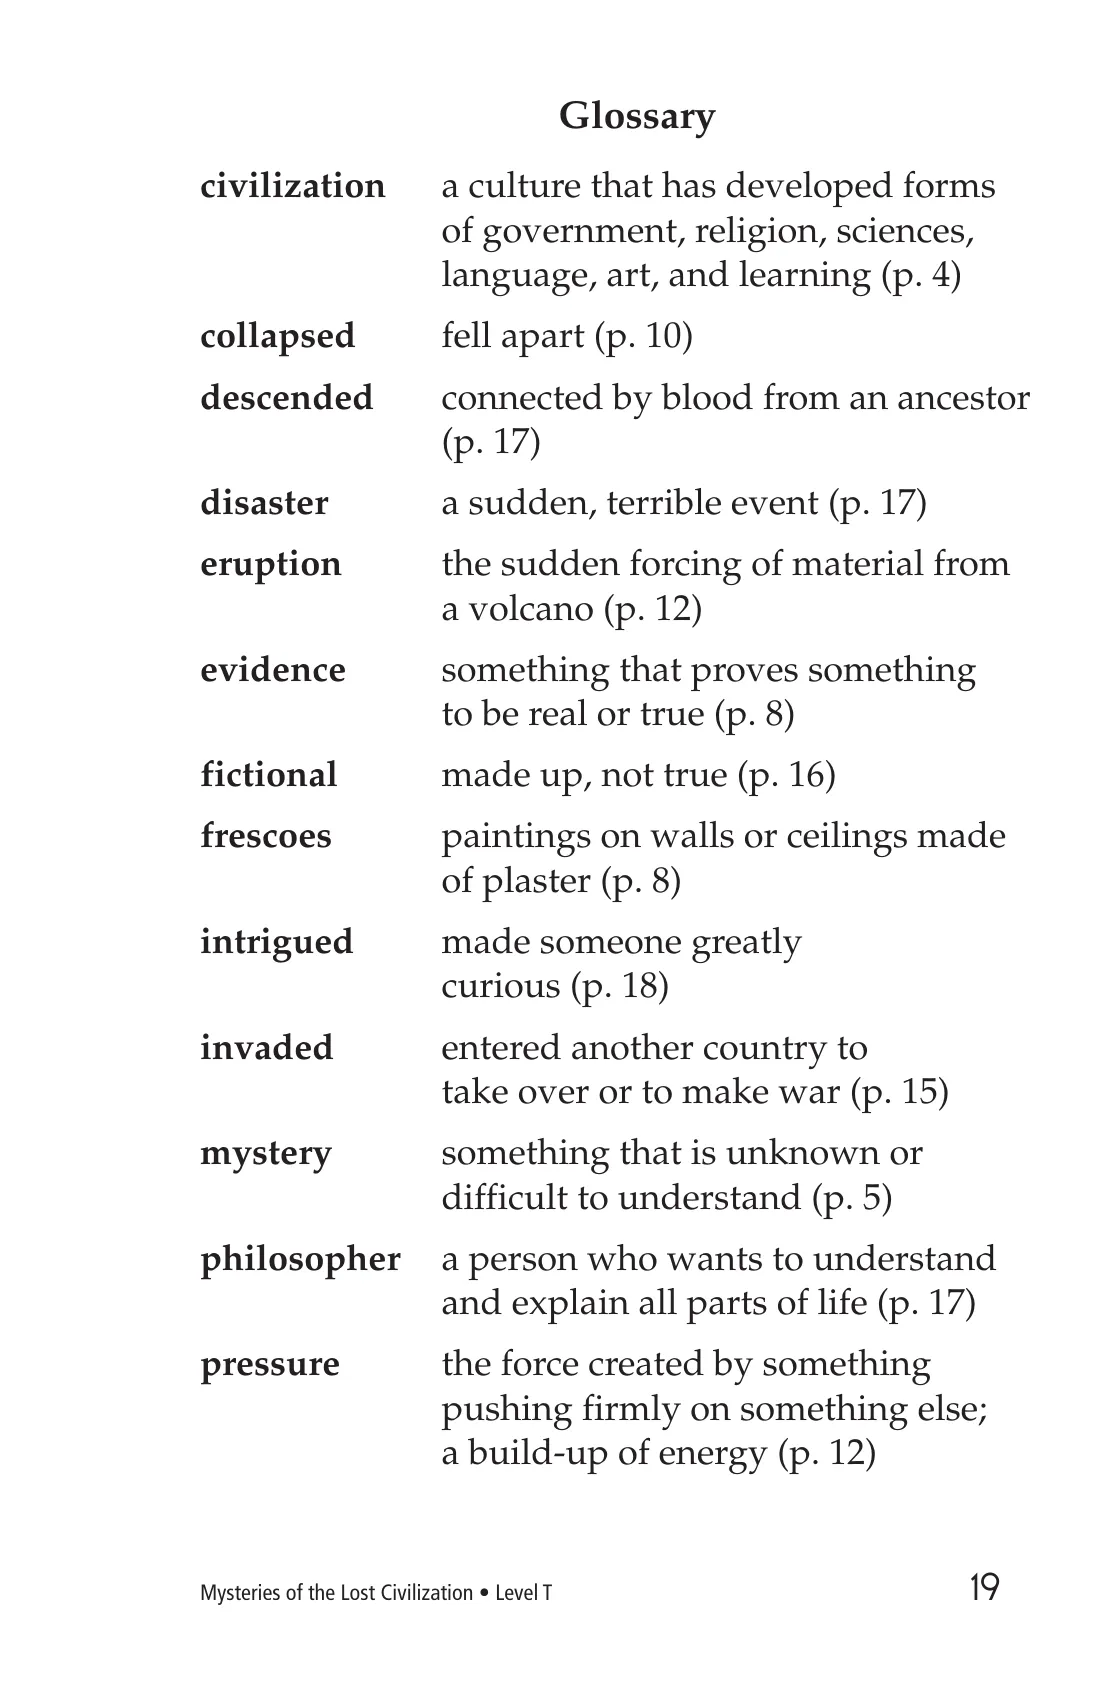 Glossary
civilization a culture that has developed forms
of government, religion, sciences,
language, art, and learning (p. 4)
collapsed fell apart (p. 10)
descended connected by blood from an ancestor
(p. 17)
disaster a sudden, terrible event (p. 17)
eruption the sudden forcing of material from
a volcano (p. 12)
evidence something that proves something
to be real or true (p. 8)
fictional made up, not true (p. 16)
frescoes paintings on walls or ceilings made
of plaster (p. 8)
intrigued made someone greatly
curious (p. 18)
invaded entered another country to
take over or to make war (p. 15)
mystery something that is unknown or
difficult to understand (p. 5)
philosopher a person who wants to understand
and explain all parts of life (p. 17)
pressure the force created by something
pushing firmly on something else;
a build-up of energy (p. 12)
Mysteries of the Lost Civilization • Level T 19